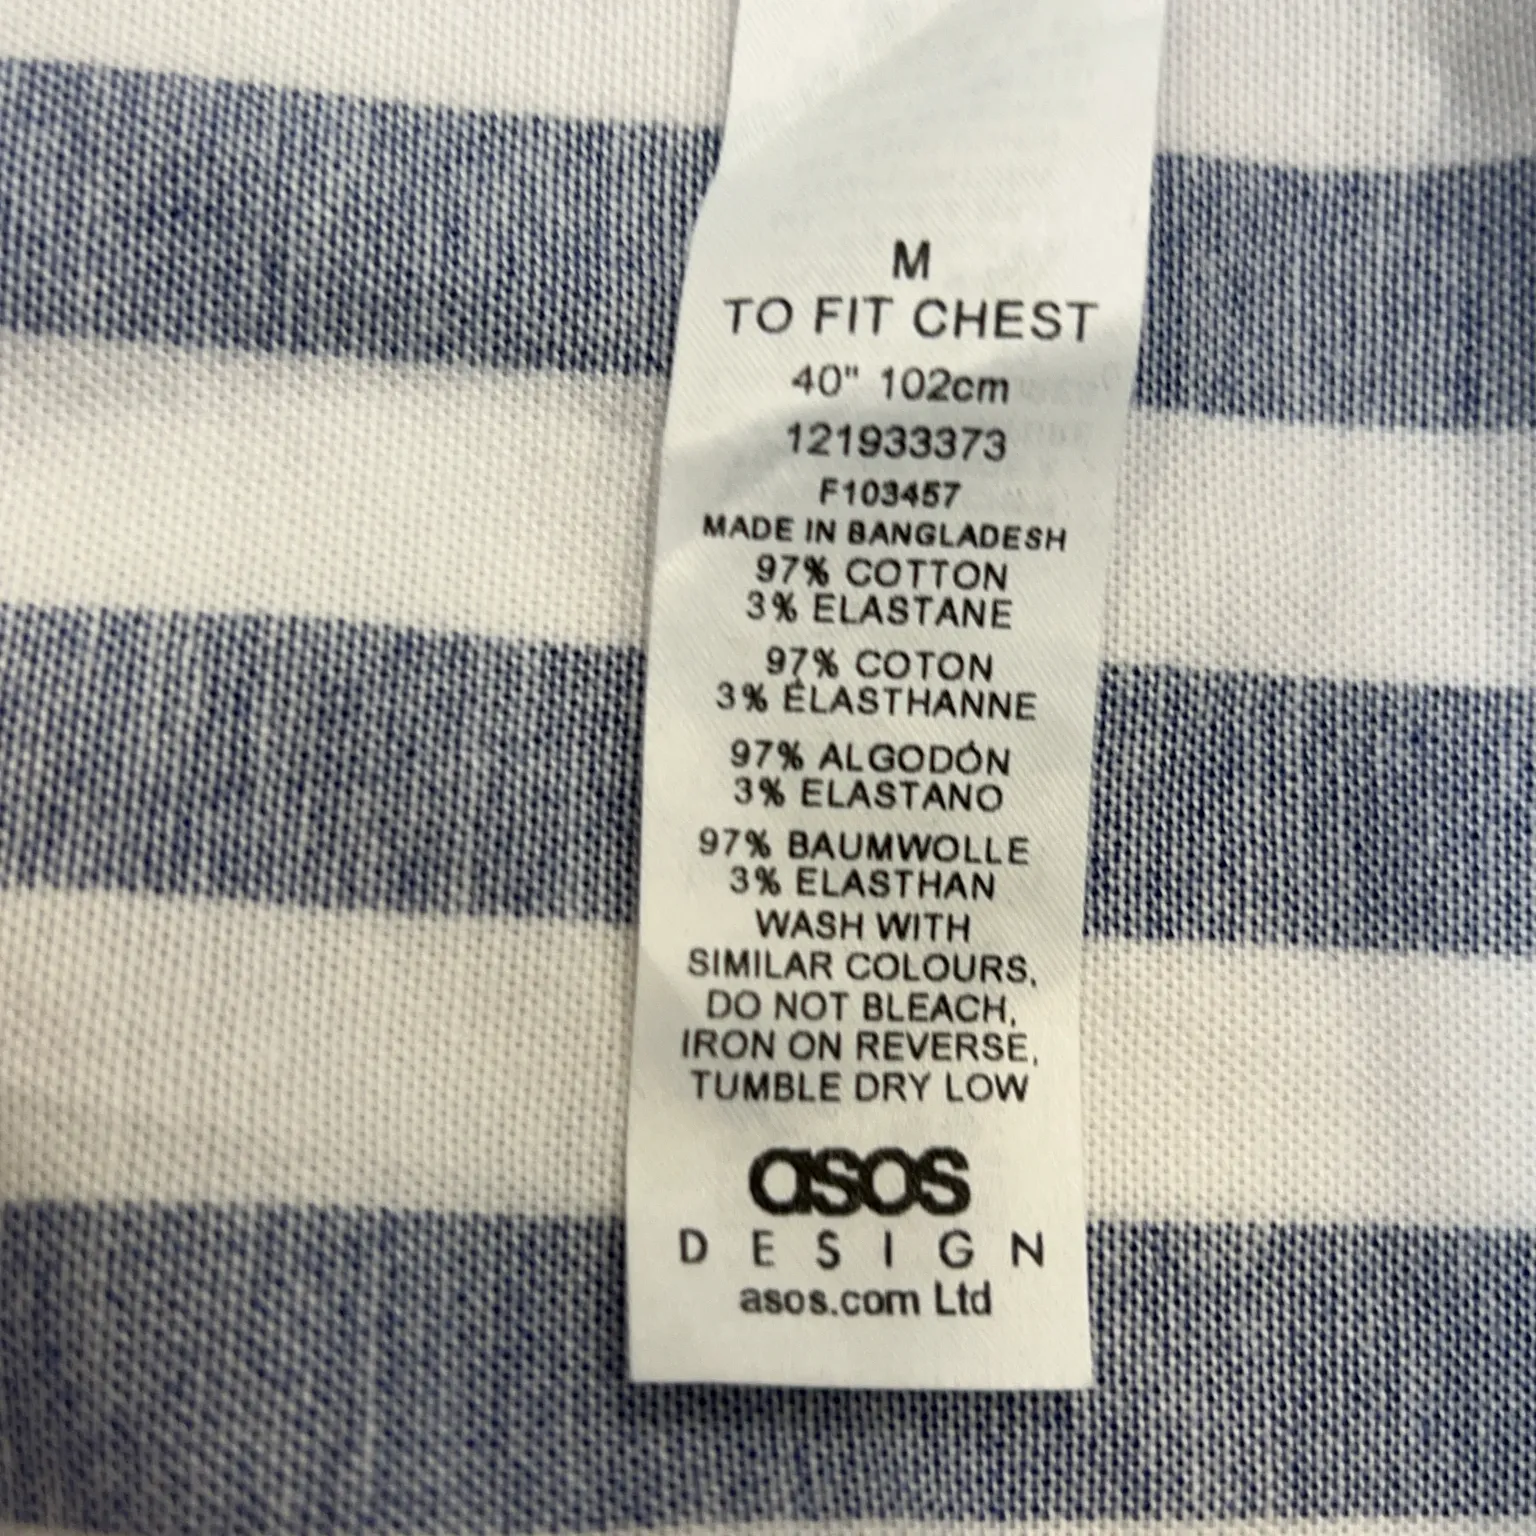 M
TO FIT CHEST
40" 102cm
121933373
F103457
MADE IN BANGLADESH
97% COTTON
3% ELASTANE
97% COTON
3% ÉLASTHANNE
97% ALGODÓN
3% ELASTANO
97% BAUMWOLLE
3% ELASTHAN
WASH WITH
SIMILAR COLOURS,
DO NOT BLEACH,
IRON ON REVERSE,
TUMBLE DRY LOW
asos
DESIGN
asos.com Ltd